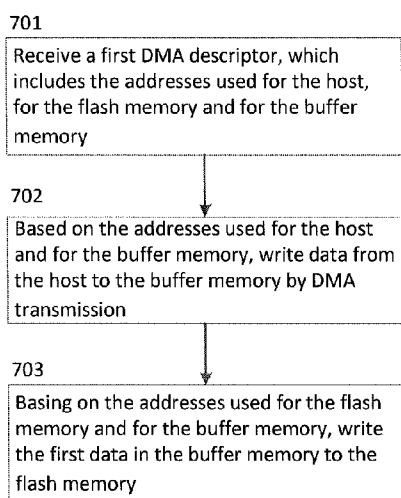 701
Receive a first DMA descriptor, which
includes the addresses used for the host,
for the flash memory and for the buffer
memory
702
Based on the addresses used for the host
and for the buffer memory, write data from
the host to the buffer memory by DMA
transmission
703
Basing on the addresses used for the flash
memory and for the buffer memory, write
the first data in the buffer memory to the
flash memory